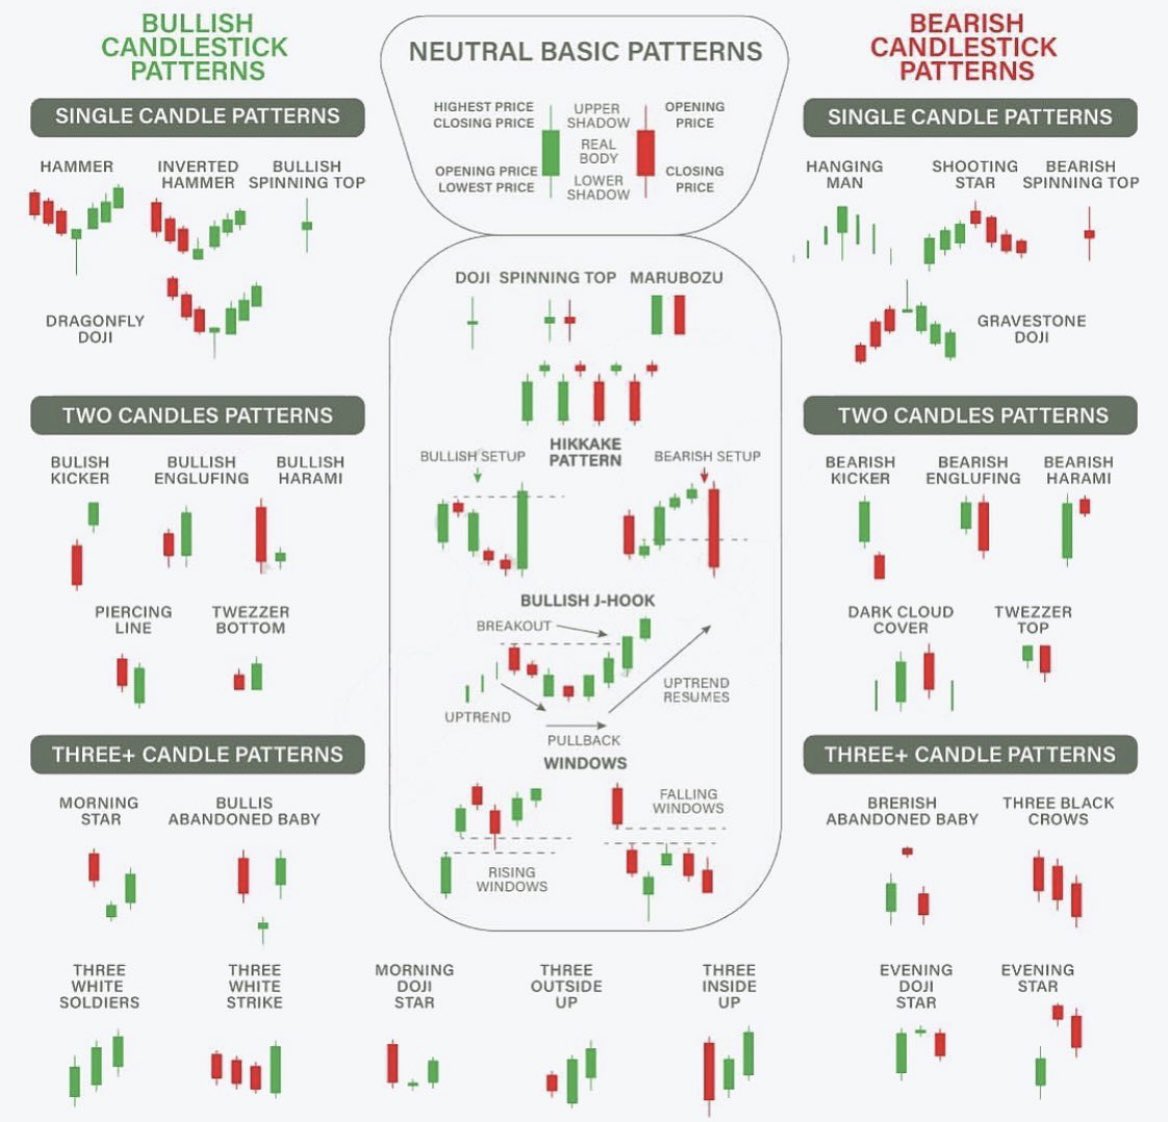 BULLISH
CANDLESTICK
PATTERNS
SINGLE CANDLE PATTERNS
HAMMER
INVERTED
HAMMER
BULLISH
SPINNING TOP
DRAGONFLY
DOJI
TWO CANDLES PATTERNS
BULISH
KICKER
BULLISH
ENGLUFING
BULLISH
HARAMI
PIERCING
LINE
TWEZZER
BOTTOM
THREE+ CANDLE PATTERNS
MORNING
STAR
BULLIS
ABANDONED BABY
THREE
WHITE
SOLDIERS
THREE
WHITE
STRIKE
MORNING
DOJI
STAR
THREE
OUTSIDE
UP
THREE
INSIDE
UP
NEUTRAL BASIC PATTERNS
HIGHEST PRICE
CLOSING PRICE
OPENING PRICE
LOWEST PRICE
UPPER
SHADOW
REAL
BODY
LOWER
SHADOW
OPENING
PRICE
CLOSING
PRICE
DOJI
SPINNING TOP
MARUBOZU
HIKKAKE
PATTERN
BULLISH SETUP
BEARISH SETUP
BULLISH J-HOOK
BREAKOUT
UPTREND
PULLBACK
UPTREND
RESUMES
WINDOWS
RISING
WINDOWS
FALLING
WINDOWS
BEARISH
CANDLESTICK
PATTERNS
SINGLE CANDLE PATTERNS
HANGING
MAN
SHOOTING
STAR
BEARISH
SPINNING TOP
GRAVESTONE
DOJI
TWO CANDLES PATTERNS
BEARISH
KICKER
BEARISH
ENGLUFING
BEARISH
HARAMI
DARK CLOUD
COVER
TWEZZER
TOP
THREE+ CANDLE PATTERNS
BRERISH
ABANDONED BABY
THREE BLACK
CROWS
EVENING
DOJI
STAR
EVENING
STAR